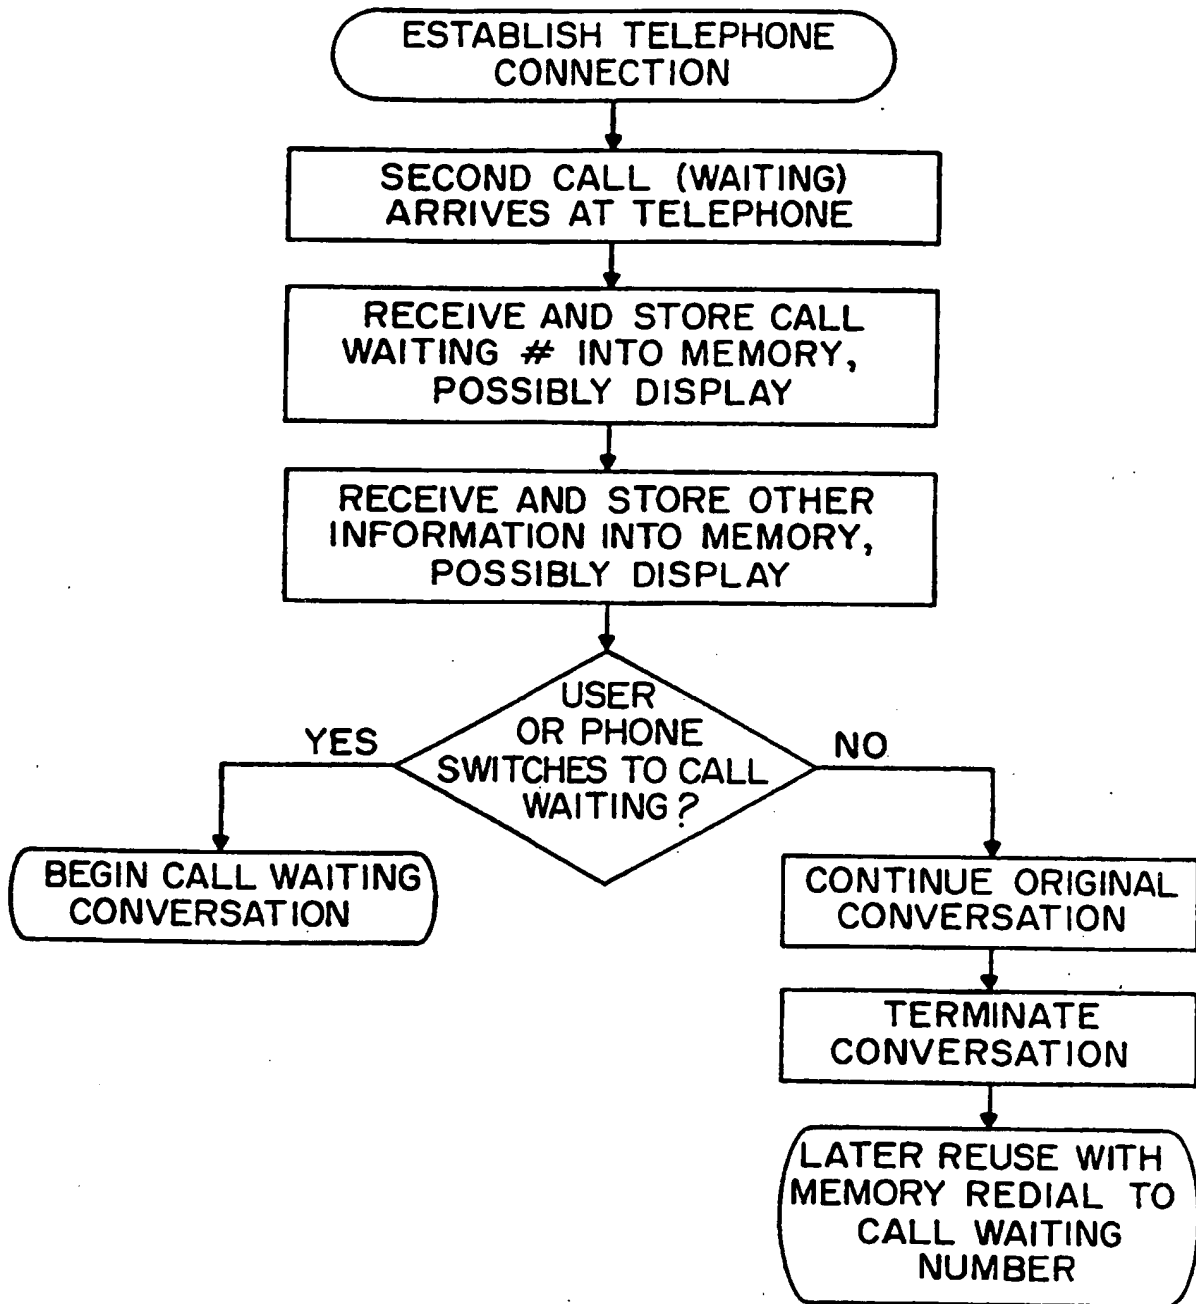 ESTABLISH TELEPHONE
CONNECTION
SECOND CALL (WAITING)
ARRIVES AT TELEPHONE
RECEIVE AND STORE CALL
WAITING # INTO MEMORY,
POSSIBLY DISPLAY
RECEIVE AND STORE OTHER
INFORMATION INTO MEMORY,
POSSIBLY DISPLAY
USER
OR PHONE
SWITCHES TO CALL
WAITING?
YES
NO
BEGIN CALL WAITING
CONVERSATION
CONTINUE ORIGINAL
CONVERSATION
TERMINATE
CONVERSATION
LATER REUSE WITH
MEMORY REDIAL TO
CALL WAITING
NUMBER